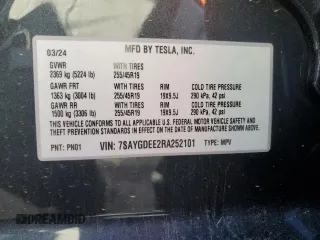 03/24 MFD BY TESLA, INC.
GVWR WITH TIRES
2369 kg (5224 lb) 255/45R19
GAWR FRT WITH TIRES RIM COLD TIRE PRESSURE
1363 kg (3004 lb) 255/45R19 19X9.5J 290 kPa, 42 psi
GAWR RR WITH TIRES RIM COLD TIRE PRESSURE
1500 kg (3306 lb) 255/45R19 19X9.5J 290 kPa, 42 psi
THIS VEHICLE CONFORMS TO ALL APPLICABLE U.S. FEDERAL MOTOR
VEHICLE SAFETY AND THEFT PREVENTION STANDARDS IN
EFFECT ON THE DATE OF MANUFACTURE SHOWN ABOVE.
PNT: PN01 VIN: 7SAYGDEE2RA252101 TYPE: MPV